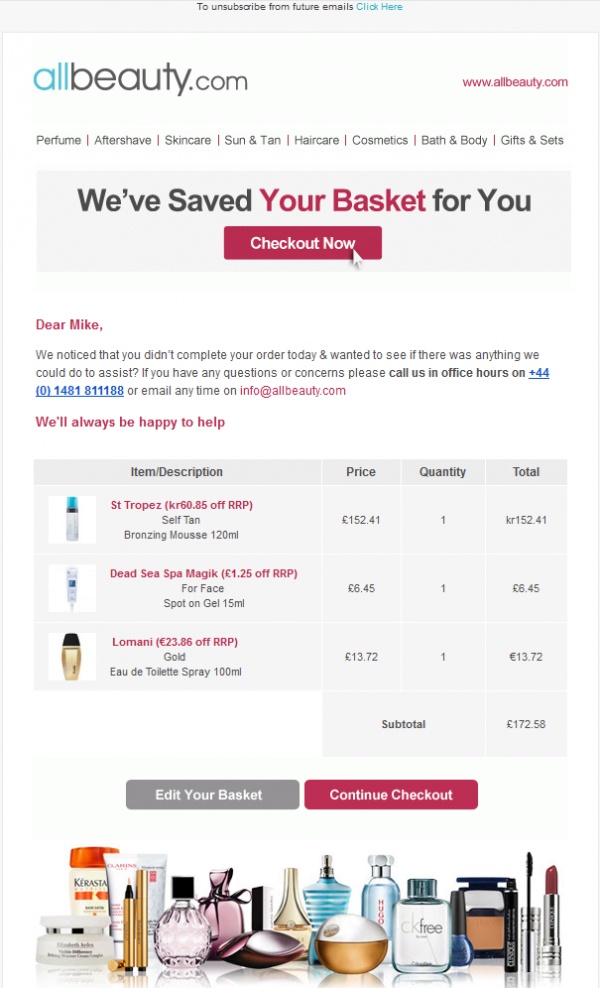 To unsubscribe from future emails Click Here
allbeauty.com
www.allbeauty.com
Perfume | Aftershave | Skincare | Sun & Tan | Haircare | Cosmetics | Bath & Body | Gifts & Sets
We've Saved Your Basket for You
Checkout Now
Dear Mike,
We noticed that you didn't complete your order today & wanted to see if there was anything we
could do to assist? If you have any questions or concerns please call us in office hours on +44
(0) 1481 811188 or email any time on info@allbeauty.com
We'll always be happy to help
Item/Description Price Quantity Total
St Tropez (kr60.85 off RRP)
Self Tan
Bronzing Mousse 120ml
£152.41 1 kr152.41
Dead Sea Spa Magik (£1.25 off RRP)
For Face
Spot on Gel 15ml
£6.45 1 £6.45
Lomani (€23.86 off RRP)
Gold
Eau de Toilette Spray 100ml
£13.72 1 €13.72
Subtotal £172.58
Edit Your Basket
Continue Checkout
KÉRASTA
CLARINS
Elizabeth Arden
HUGO
ckfree
CLINIQUE